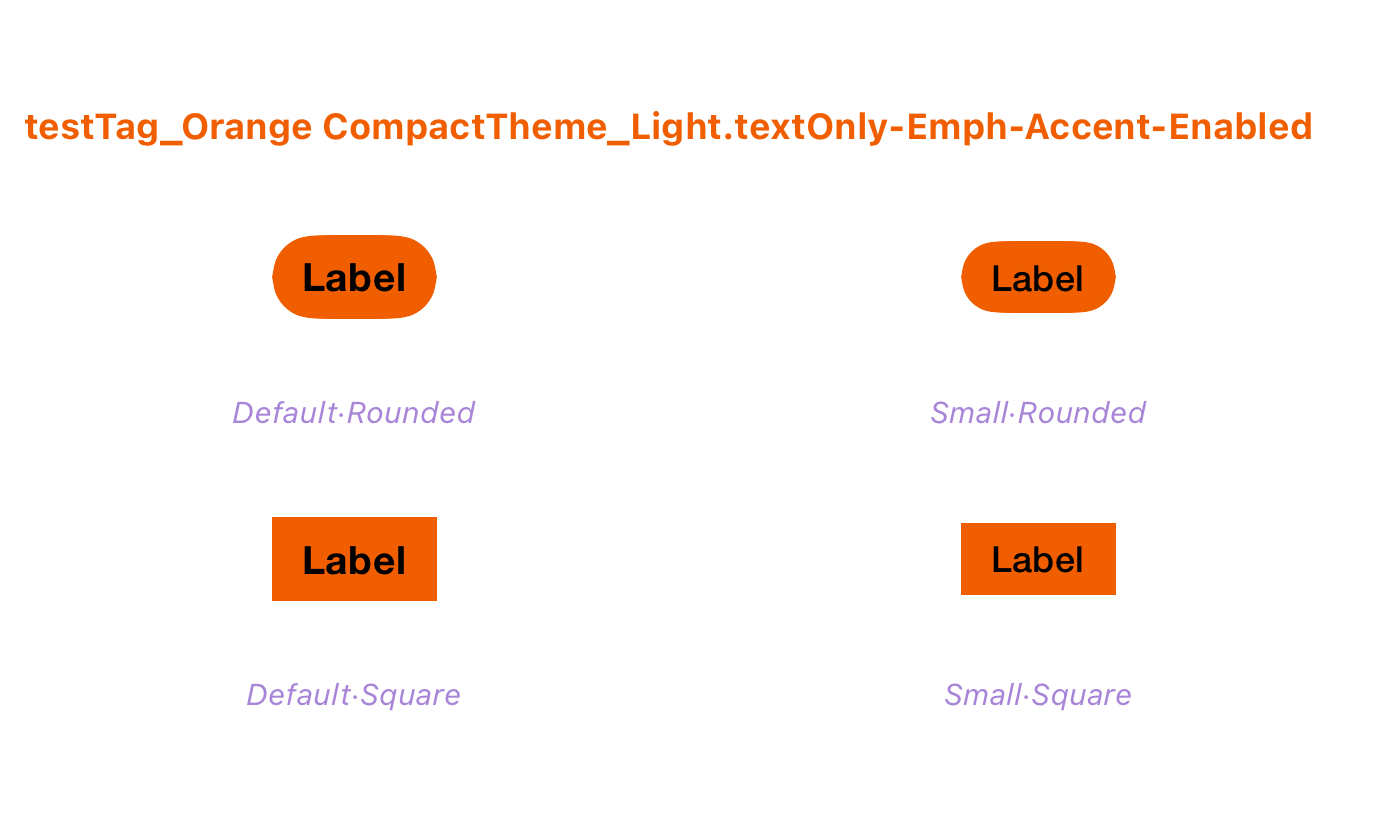 testTag_Orange CompactTheme_Light.textOnly-Emph-Accent-Enabled
Label
Label
Default·Rounded
Small·Rounded
Label
Label
Default·Square
Small·Square